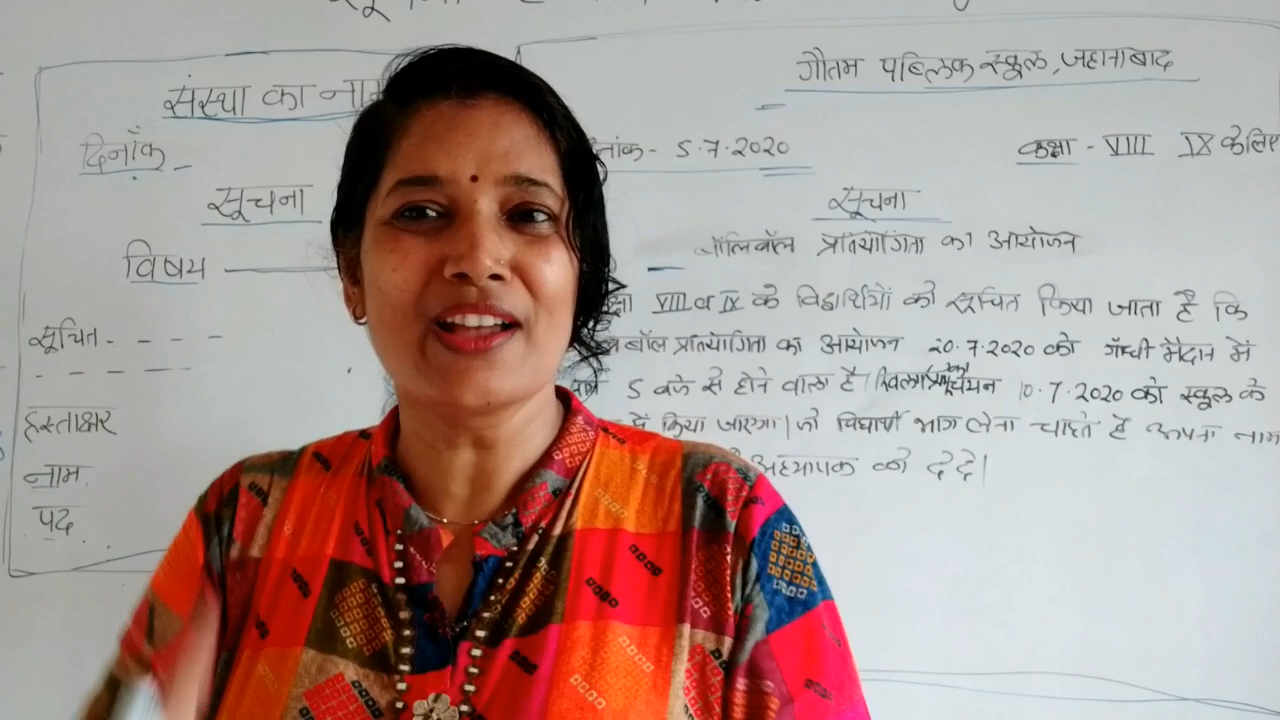 संस्था का नाम
दिनाँक -
सूचना
विषय
सूचित - - - -
हस्ताक्षर
नाम
पद
गौतम पब्लिक स्कूल, जहानाबाद
5.7.2020
कक्षा - VIII IX के लिए
सूचना
प्रतियोगिता का आयोजन
VIII व IX के विद्यार्थियों को सूचित किया जाता है कि
बॉल प्रतियोगिता का आयोजन 20.7.2020 को गाँधी मैदान में
5 बजे से होने वाला है। चयन 10.7.2020 को स्कूल के
में किया जाएगा। जो विद्यार्थी भाग लेना चाहते हैं अपना नाम
अध्यापक को दे दें।